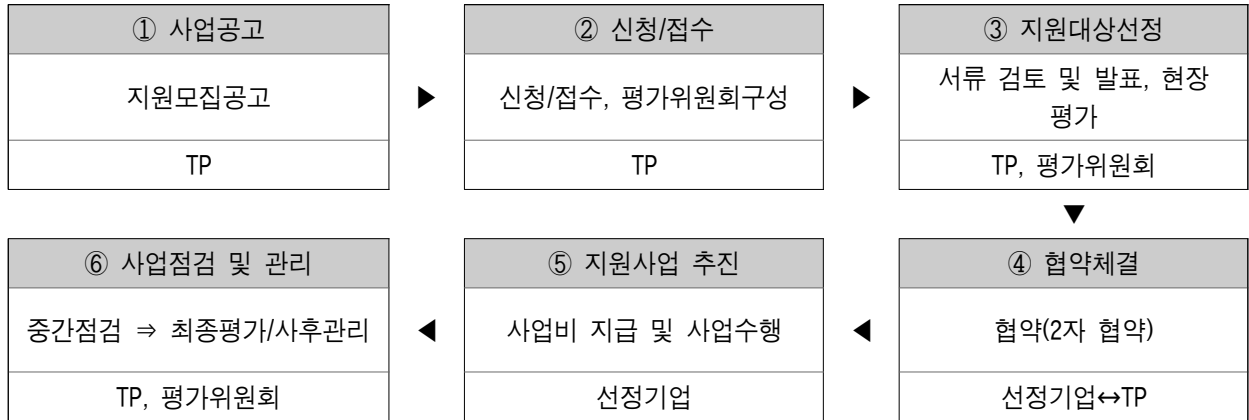 ① 사업공고
지원모집공고
TP
▶
② 신청/접수
신청/접수, 평가위원회구성
TP
▶
③ 지원대상선정
서류 검토 및 발표, 현장
평가
TP, 평가위원회
▼
④ 협약체결
협약(2자 협약)
선정기업↔TP
◀
⑤ 지원사업 추진
사업비 지급 및 사업수행
선정기업
◀
⑥ 사업점검 및 관리
중간점검 ⇒ 최종평가/사후관리
TP, 평가위원회